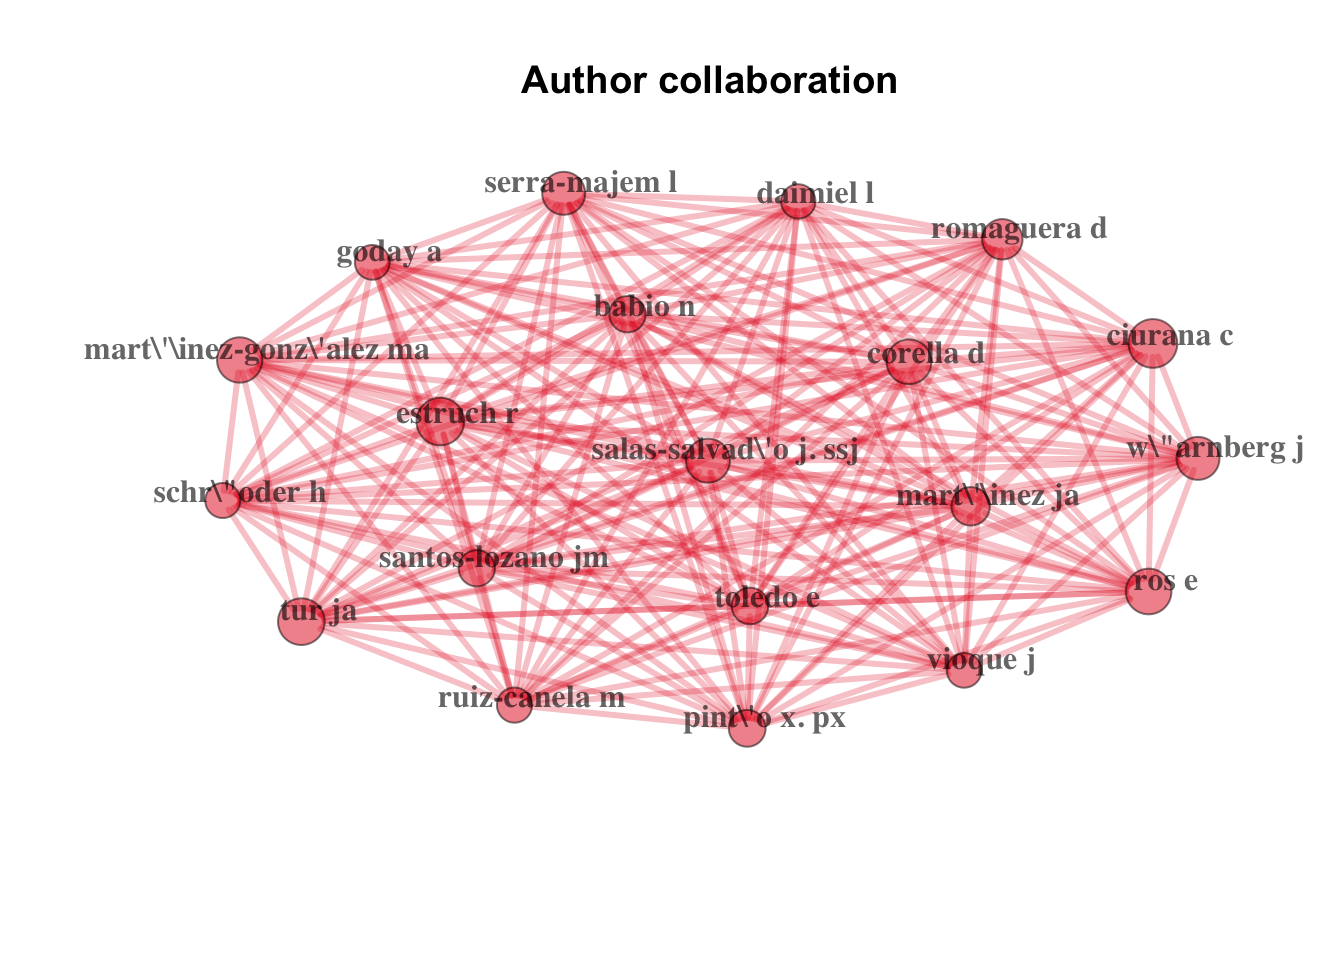 Author collaboration
serra-majem l
daimiel l
romaguera d
goday a
babio n
ciurana c
mart\'\inez-gonz\'alez ma
corella d
estruch r
salas-salvad\'o j. ssj
w\"arnberg j
schr\"oder h
mart\'\inez ja
santos-lozano jm
toledo e
ros e
tur ja
vioque j
ruiz-canela m
pint\'o x. px